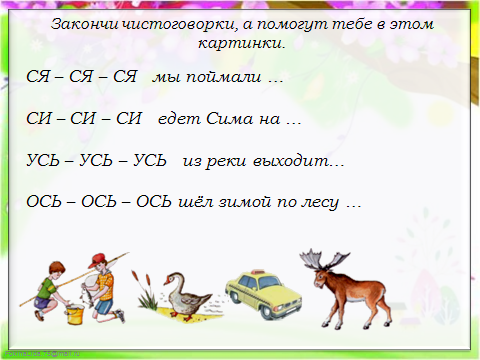 Закончи чистоговорки, а помогут тебе в этом
картинки.
СЯ – СЯ – СЯ мы поймали …
СИ – СИ – СИ едет Сима на …
УСЬ – УСЬ – УСЬ из реки выходит…
ОСЬ – ОСЬ – ОСЬ шёл зимой по лесу …